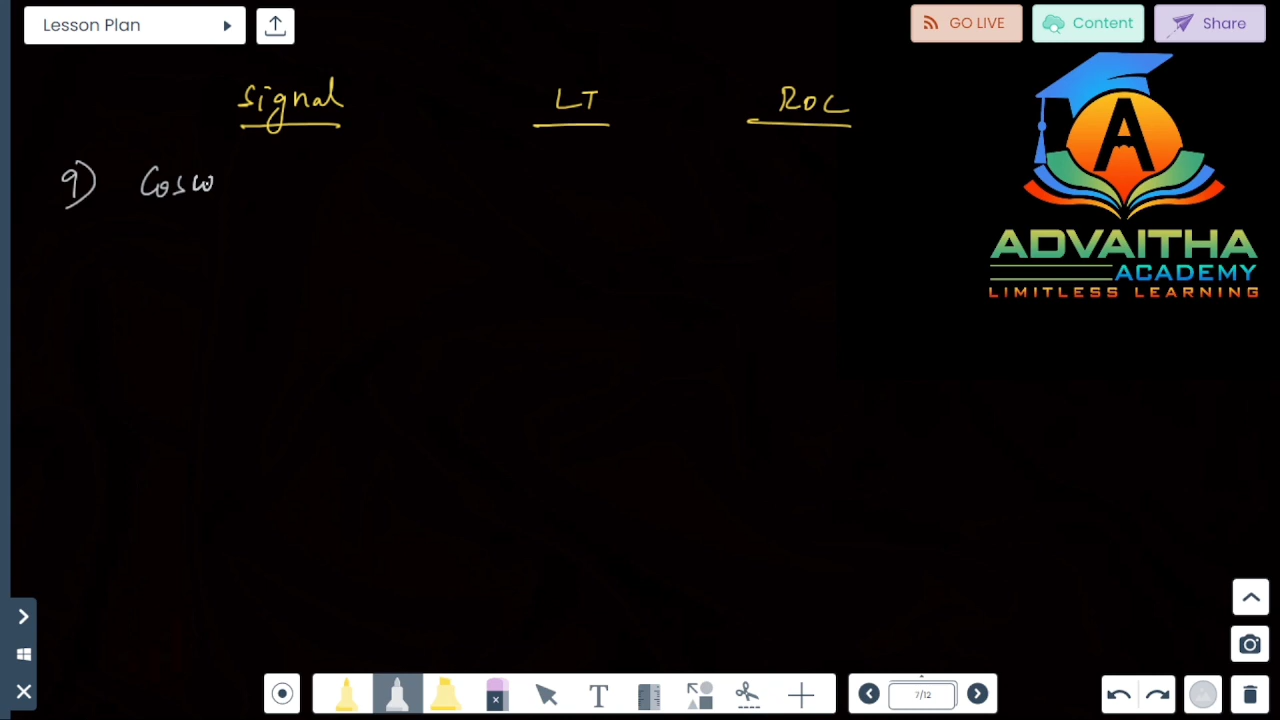 Lesson Plan
GO LIVE
Content
Share
Signal LT ROC
9) Cosω
A
ADVAITHA
ACADEMY
LIMITLESS LEARNING
T
7/12